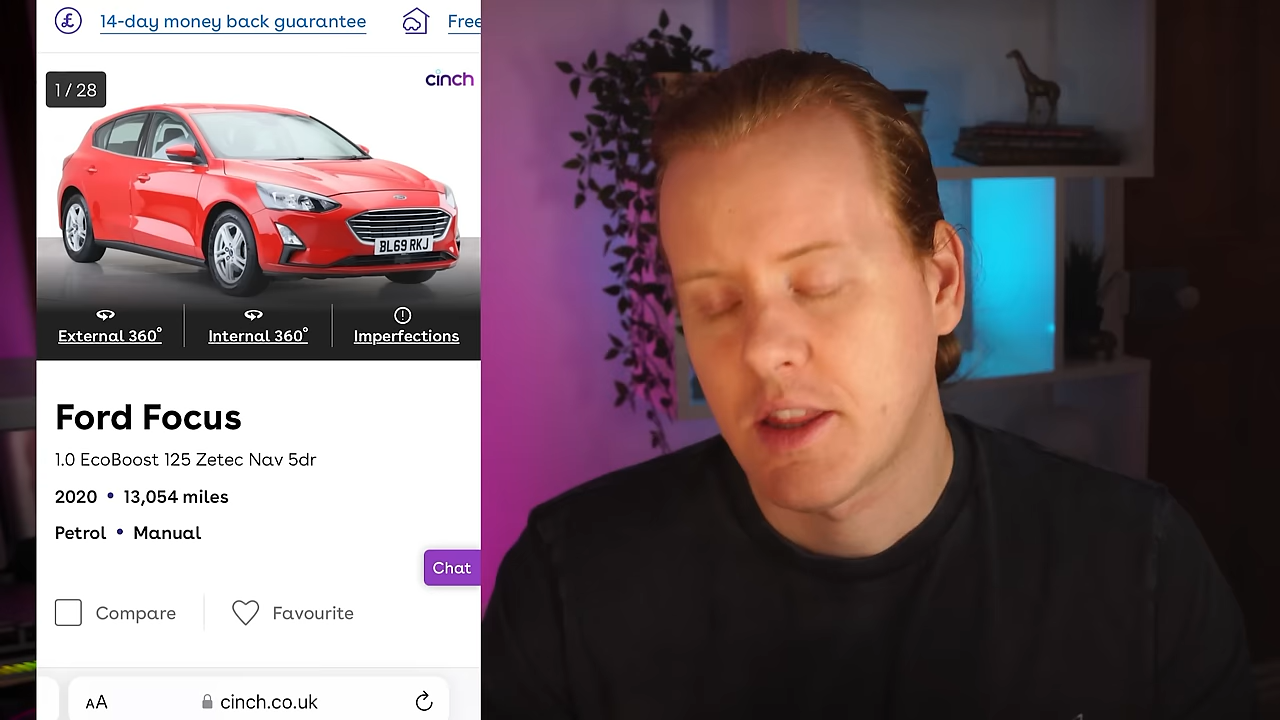 14-day money back guarantee
Free
1 / 28
cinch
BL69 RKJ
External 360°
Internal 360°
Imperfections
Ford Focus
1.0 EcoBoost 125 Zetec Nav 5dr
2020 • 13,054 miles
Petrol • Manual
Chat
Compare
Favourite
AA
cinch.co.uk